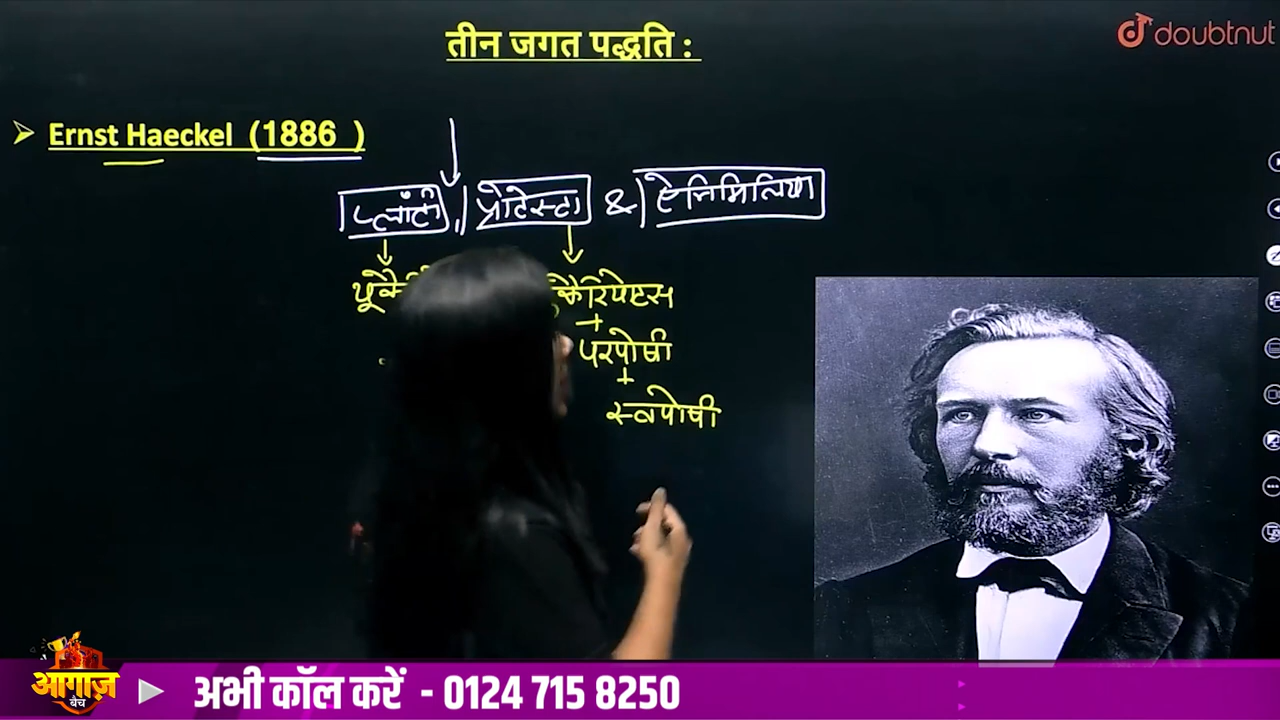 तीन जगत पद्धति :
doubtnut
➤ Ernst Haeckel (1886 )
प्लांटी, प्रोटेस्टा & ऐनिमिलिया
यूकै
कैरियोट्स
+
परपोषी
+
स्वपोषी
आगाज़
बैच
अभी कॉल करें - 0124 715 8250